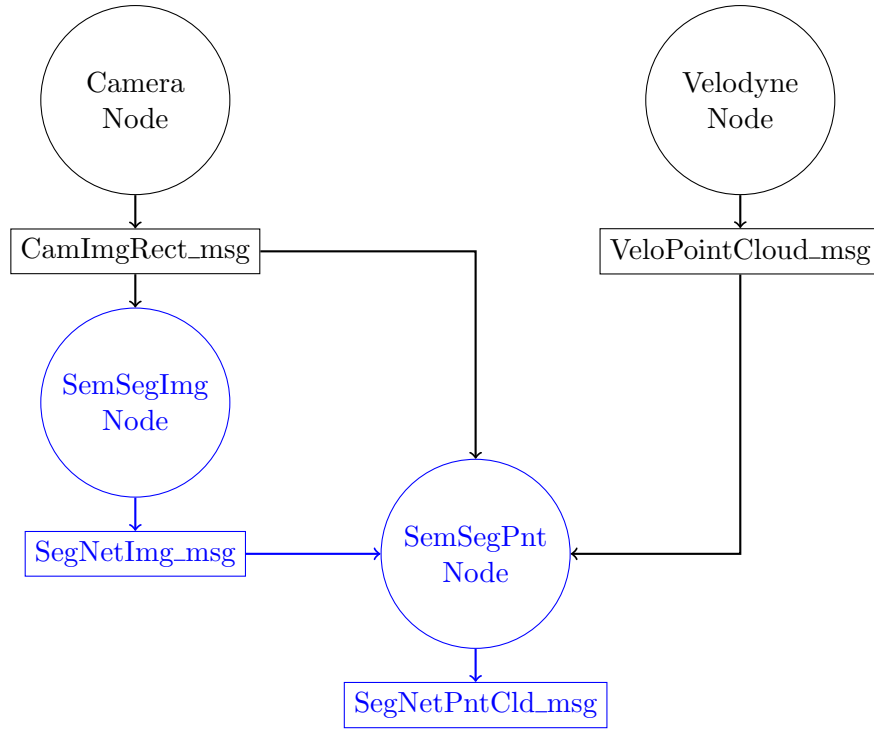 Camera
Node
Velodyne
Node
CamImgRect_msg
VeloPointCloud_msg
SemSegImg
Node
SegNetImg_msg
SemSegPnt
Node
SegNetPntCld_msg